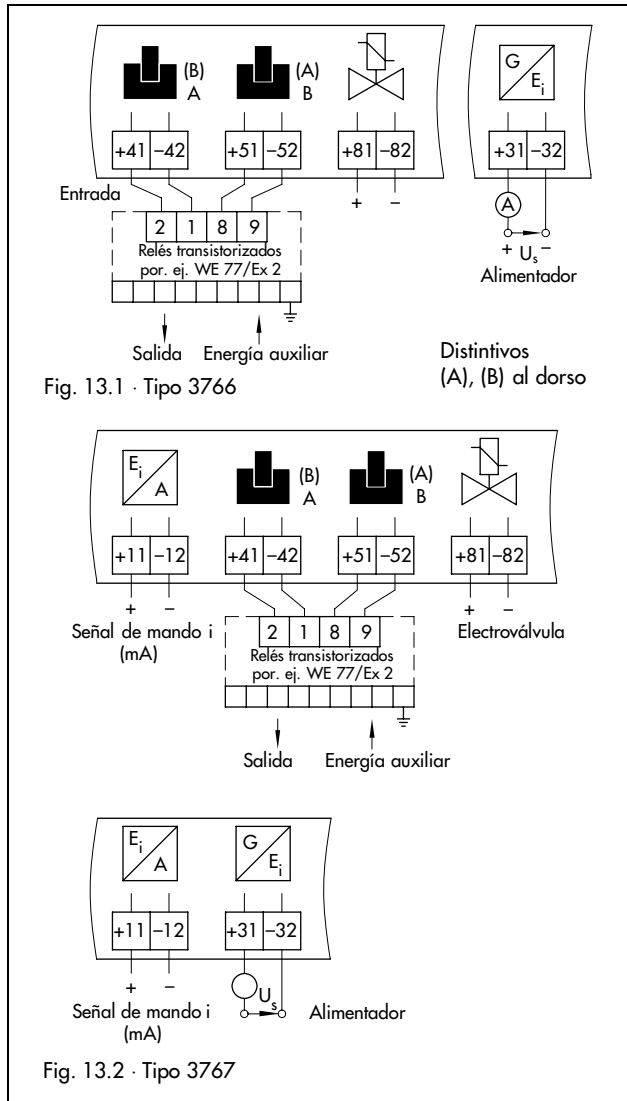 (B) (A)
A B
G
Ei
+41 −42 +51 −52 +81 −82 +31 −32
Entrada
+ −
A
2 1 8 9
Relés transistorizados
por. ej. WE 77/Ex 2
+ Us −
Alimentador
Salida Energía auxiliar
Distintivos
(A), (B) al dorso
Fig. 13.1 · Tipo 3766
Ei
A
(B) (A)
A B
+11 −12 +41 −42 +51 −52 +81 −82
+ − + −
Señal de mando i
(mA)
Electroválvula
2 1 8 9
Relés transistorizados
por. ej. WE 77/Ex 2
Salida Energía auxiliar
Ei
A
G
Ei
+11 −12 +31 −32
+ −
Us
Señal de mando i
(mA)
Alimentador
Fig. 13.2 · Tipo 3767